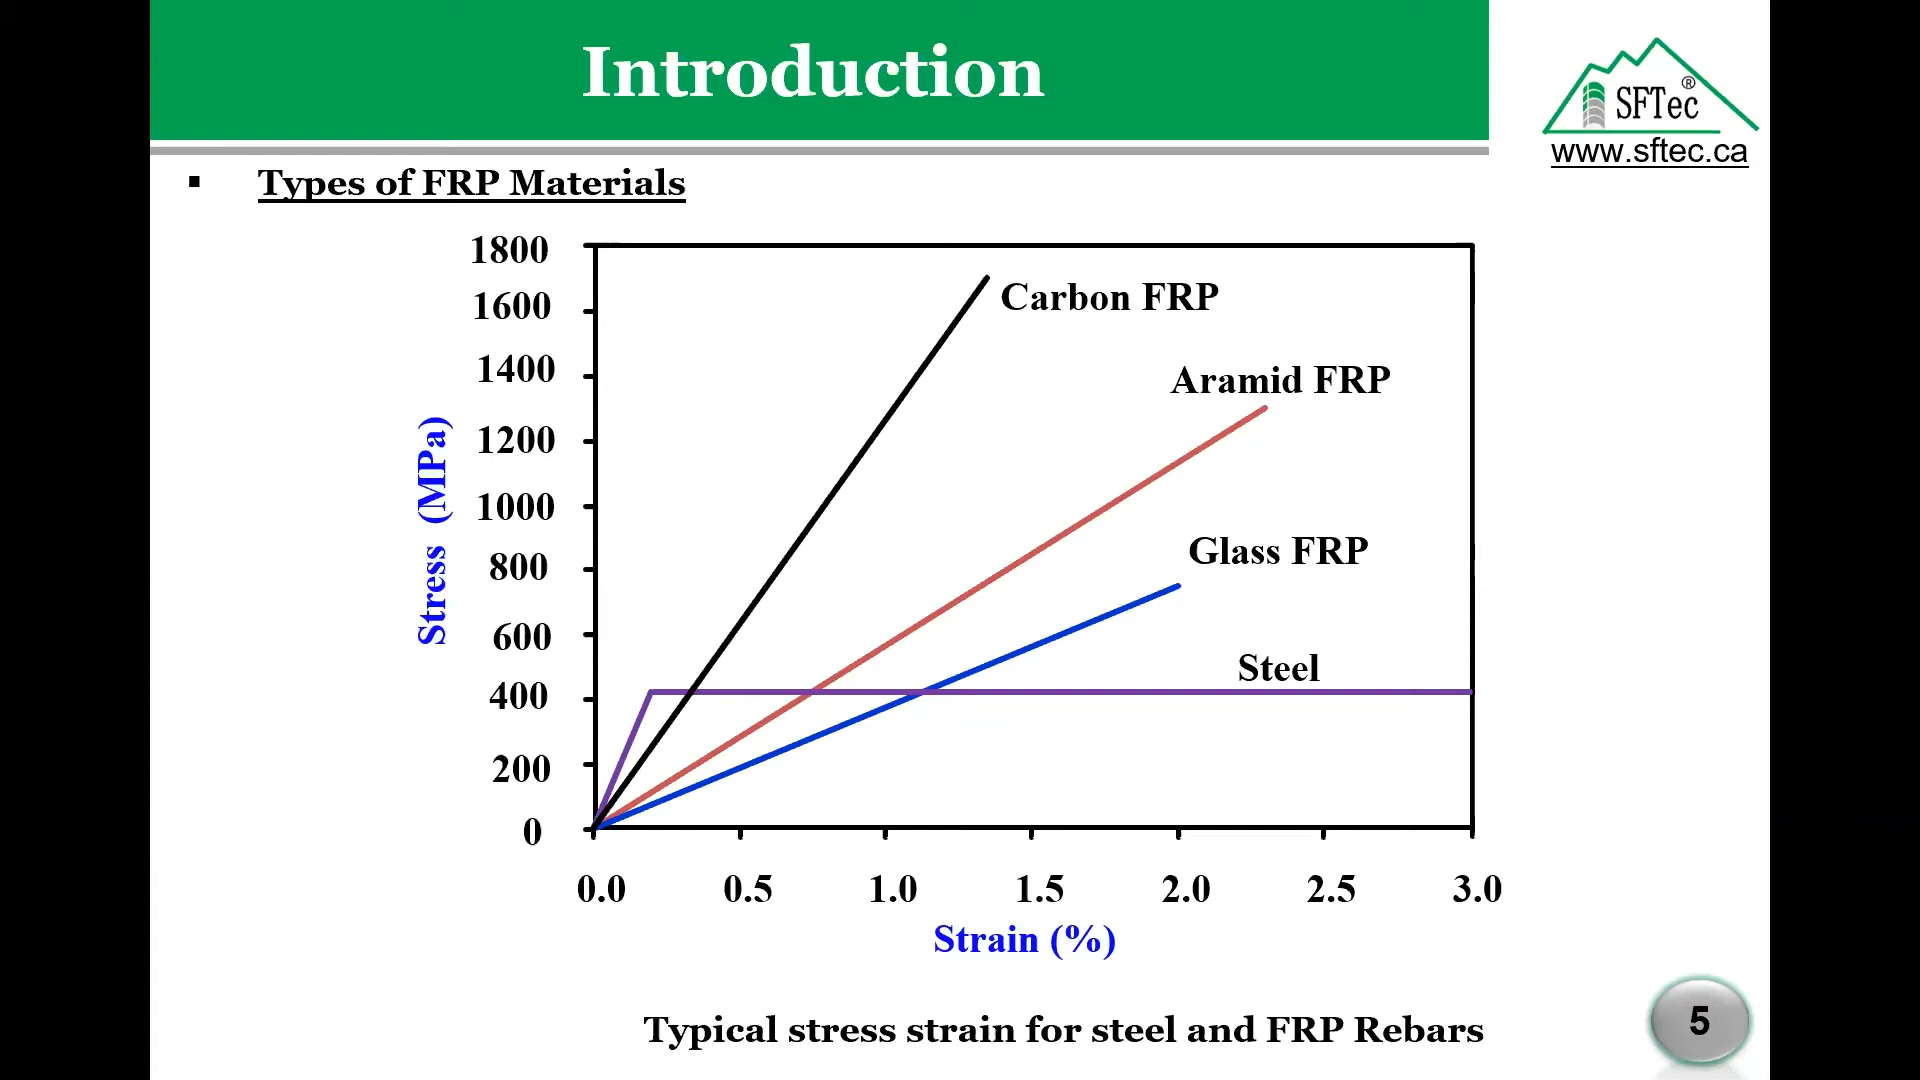 Introduction
SFTec®
www.sftec.ca
▪ Types of FRP Materials
1800
1600
1400
1200
1000
800
600
400
200
0
Stress (MPa)
Carbon FRP
Aramid FRP
Glass FRP
Steel
0.0 0.5 1.0 1.5 2.0 2.5 3.0
Strain (%)
Typical stress strain for steel and FRP Rebars
5